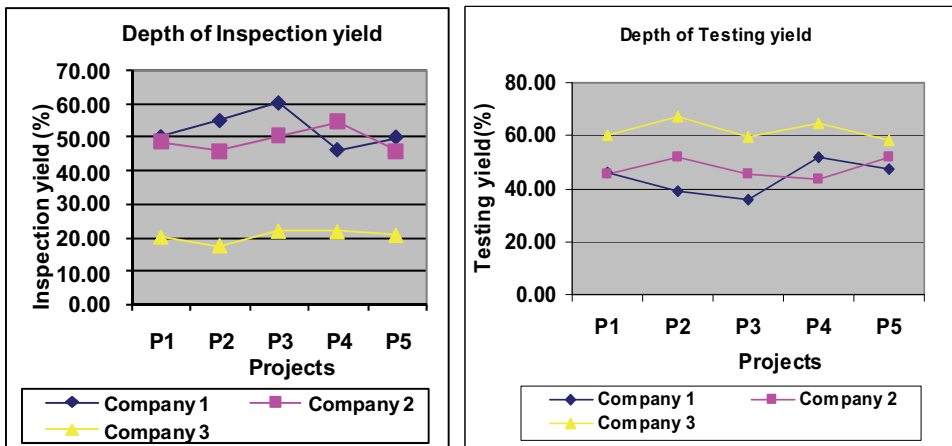 Depth of Inspection yield
Inspection yield (%)
70.00
60.00
50.00
40.00
30.00
20.00
10.00
0.00
P1 P2 P3 P4 P5
Projects
Company 1 Company 2
Company 3
Depth of Testing yield
Testing yield(%)
80.00
60.00
40.00
20.00
0.00
P1 P2 P3 P4 P5
Projects
Company 1 Company 2
Company 3